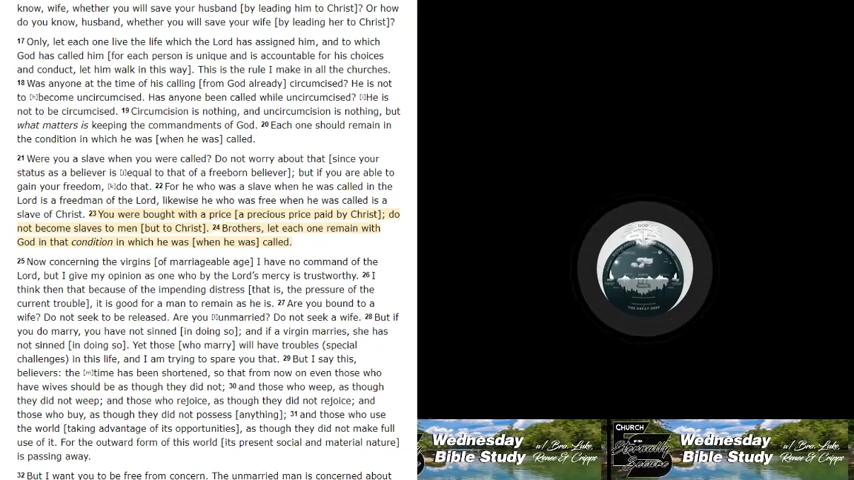 know, wife, whether you will save your husband [by leading him to Christ]? Or how
do you know, husband, whether you will save your wife [by leading her to Christ]?
17 Only, let each one live the life which the Lord has assigned him, and to which
God has called him [for each person is unique and is accountable for his choices
and conduct, let him walk in this way]. This is the rule I make in all the churches.
18 Was anyone at the time of his calling [from God already] circumcised? He is not
to become uncircumcised. Has anyone been called while uncircumcised? He is
not to be circumcised. 19 Circumcision is nothing, and uncircumcision is nothing, but
what matters is keeping the commandments of God. 20 Each one should remain in
the condition in which he was [when he was] called.
21 Were you a slave when you were called? Do not worry about that [since your
status as a believer is equal to that of a freeborn believer]; but if you are able to
gain your freedom, do that. 22 For he who was a slave when he was called in the
Lord is a freedman of the Lord, likewise he who was free when he was called is a
slave of Christ. 23 You were bought with a price [a precious price paid by Christ]; do
not become slaves to men [but to Christ]. 24 Brothers, let each one remain with
God in that condition in which he was [when he was] called.
25 Now concerning the virgins [of marriageable age] I have no command of the
Lord, but I give my opinion as one who by the Lord's mercy is trustworthy. 26 I
think then that because of the impending distress [that is, the pressure of the
current trouble], it is good for a man to remain as he is. 27 Are you bound to a
wife? Do not seek to be released. Are you unmarried? Do not seek a wife. 28 But if
you do marry, you have not sinned [in doing so]; and if a virgin marries, she has
not sinned [in doing so]. Yet those [who marry] will have troubles (special
challenges) in this life, and I am trying to spare you that. 29 But I say this,
believers: the [m]time has been shortened, so that from now on even those who
have wives should be as though they did not; 30 and those who weep, as though
they did not weep; and those who rejoice, as though they did not rejoice; and
those who buy, as though they did not possess [anything]; 31 and those who use
the world [taking advantage of its opportunities], as though they did not make full
use of it. For the outward form of this world [its present social and material nature]
is passing away.
32 But I want you to be free from concern. The unmarried man is concerned about
GOD
THE GREAT DEEP
Wednesday
Bible Study
w/ Bro. Luke,
Renee & Cripps
CHURCH
OF THE
Eternally
Secure
Wednesday
Bible Study
w/ Bro. Luke,
Renee & Cripps